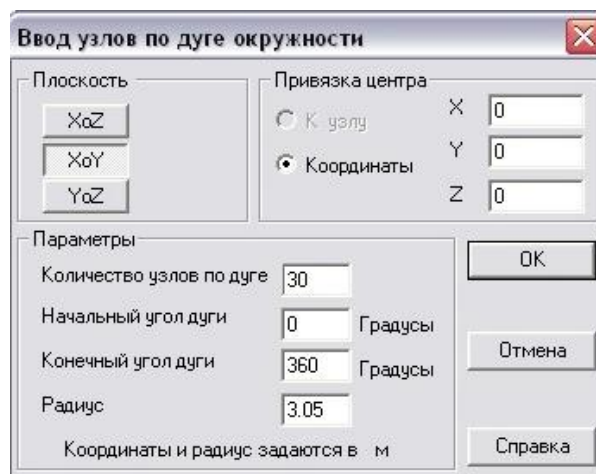 Ввод узлов по дуге окружности
Плоскость
XoZ
XoY
YoZ
Привязка центра
К узлу
Координаты
X 0
Y 0
Z 0
Параметры
Количество узлов по дуге 30
Начальный угол дуги 0 Градусы
Конечный угол дуги 360 Градусы
Радиус 3.05
Координаты и радиус задаются в м
OK
Отмена
Справка